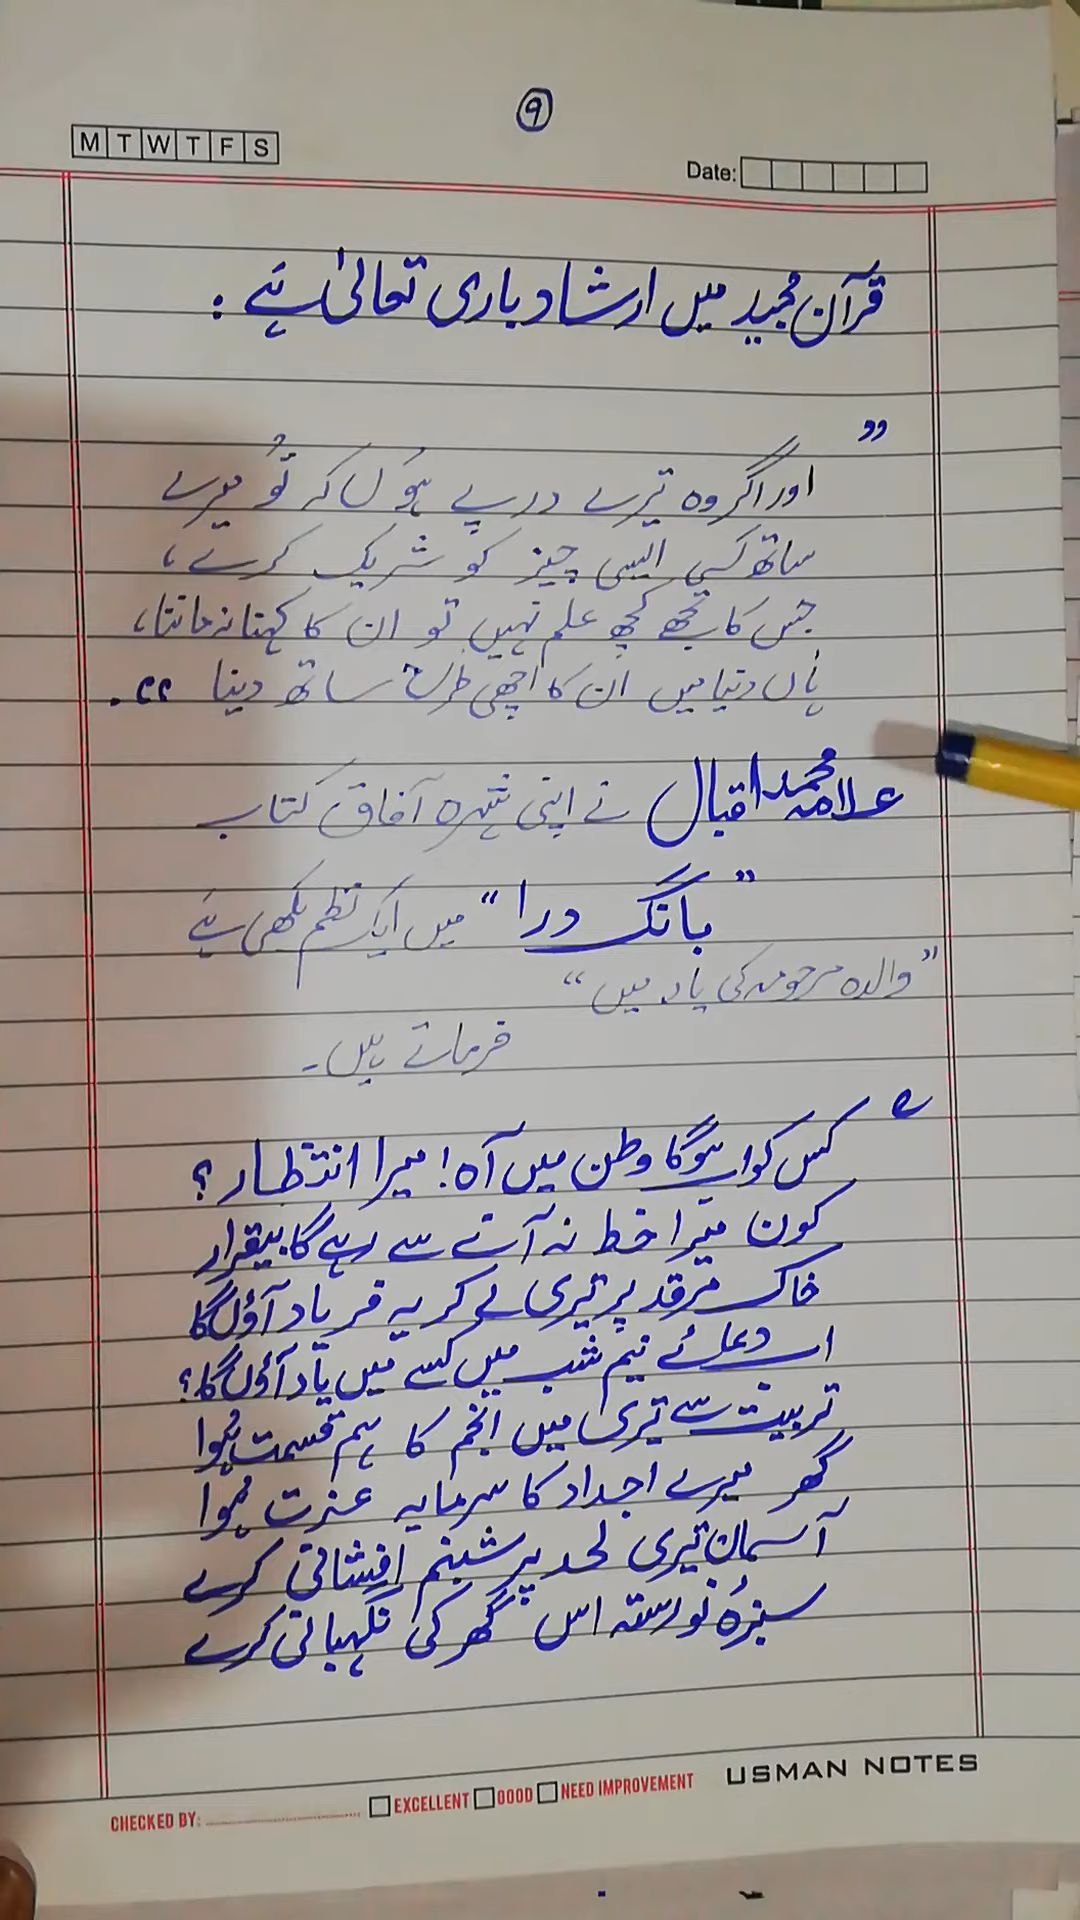 ۹
M T W T F S
Date:
قرآن مجید میں ارشاد باری تعالیٰ ہے :
”
اور اگر وہ تیرے درپے ہوں کہ تُو میرے
ساتھ کسی ایسی چیز کو شریک کرے،
جس کا تجھے کچھ علم نہیں تو ان کا کہنا نہ ماننا،
ہاں دنیا میں ان کا اچھی طرح ساتھ دینا “.
علامہ محمد اقبال نے اپنی شہرہ آفاق کتاب
” بانگ درا “ میں ایک نظم لکھی ہے
”والدہ مرحومہ کی یاد میں“
فرماتے ہیں۔
؎ کس کو اب ہوگا وطن میں آہ! میرا انتظار ؟
کون میرا خط نہ آنے سے رہے گا بیقرار
خاک مرقد پر تیری لے کر یہ فریاد آؤں گا
اب دعائے نیم شب میں کسے میں یاد آؤں گا؟
تربیت سے تیری میں انجم کا ہم قسمت ہُوا
گھر میرے اجداد کا سرمایہ عزت ہُوا
آسمان تیری لحد پر شبنم افشانی کرے
سبزۂ نورستہ اس گھر کی نگہبانی کرے
USMAN NOTES
CHECKED BY: EXCELLENT GOOD NEED IMPROVEMENT